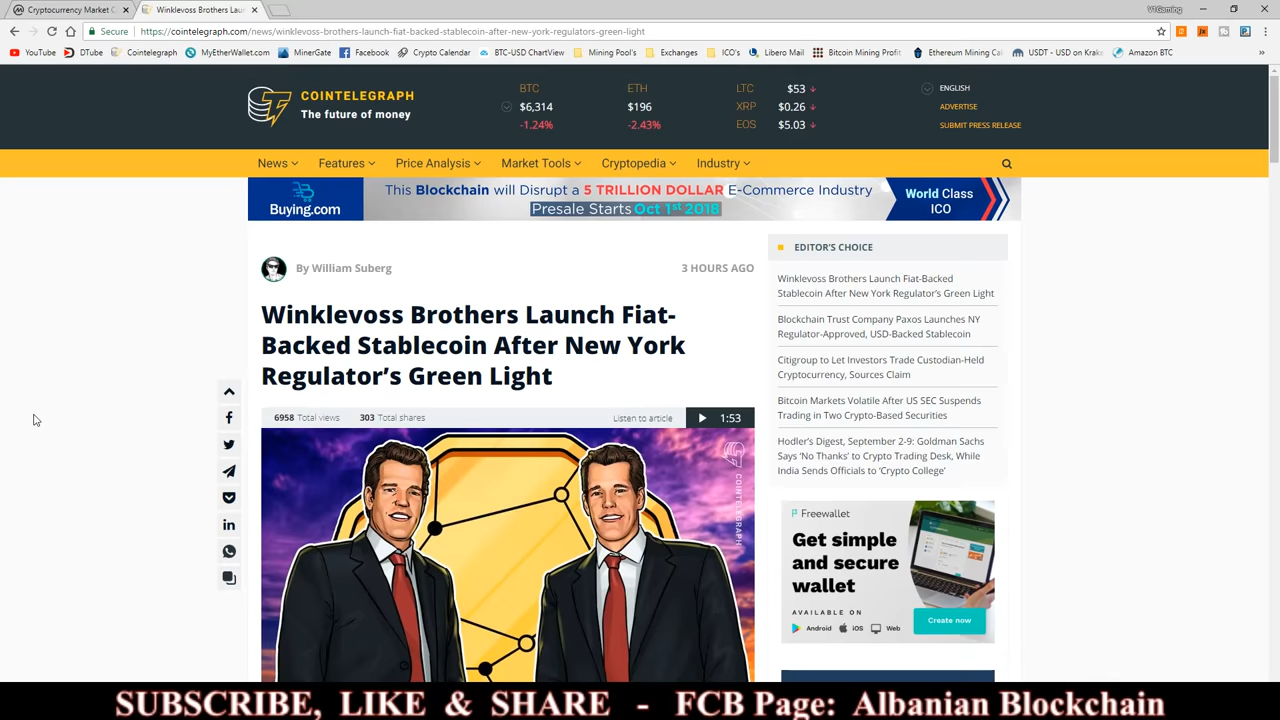 Cryptocurrency Market C
Winklevoss Brothers Lau
V1Gaming
Secure
https://cointelegraph.com/news/winklevoss-brothers-launch-fiat-backed-stablecoin-after-new-york-regulators-green-light
YouTube
DTube
Cointelegraph
MyEtherWallet.com
MinerGate
Facebook
Crypto Calendar
BTC-USD ChartView
Mining Pool's
Exchanges
ICO's
Libero Mail
Bitcoin Mining Profit
Ethereum Mining Cal
USDT - USD on Krak
Amazon BTC
COINTELEGRAPH
The future of money
BTC
$6,314
-1.24%
ETH
$196
-2.43%
LTC $53
XRP $0.26
EOS $5.03
ENGLISH
ADVERTISE
SUBMIT PRESS RELEASE
News
Features
Price Analysis
Market Tools
Cryptopedia
Industry
Buying.com
This Blockchain will Disrupt a 5 TRILLION DOLLAR E-Commerce Industry
Presale Starts Oct 1st 2018
World Class
ICO
By William Suberg
3 HOURS AGO
Winklevoss Brothers Launch Fiat-
Backed Stablecoin After New York
Regulator's Green Light
6958 Total views
303 Total shares
Listen to article
1:53
COINTELEGRAPH
EDITOR'S CHOICE
Winklevoss Brothers Launch Fiat-Backed
Stablecoin After New York Regulator's Green Light
Blockchain Trust Company Paxos Launches NY
Regulator-Approved, USD-Backed Stablecoin
Citigroup to Let Investors Trade Custodian-Held
Cryptocurrency, Sources Claim
Bitcoin Markets Volatile After US SEC Suspends
Trading in Two Crypto-Based Securities
Hodler's Digest, September 2-9: Goldman Sachs
Says 'No Thanks' to Crypto Trading Desk, While
India Sends Officials to 'Crypto College'
Freewallet
Get simple
and secure
wallet
AVAILABLE ON
Android
iOS
Web
Create now
SUBSCRIBE, LIKE & SHARE - FCB Page: Albanian Blockchain